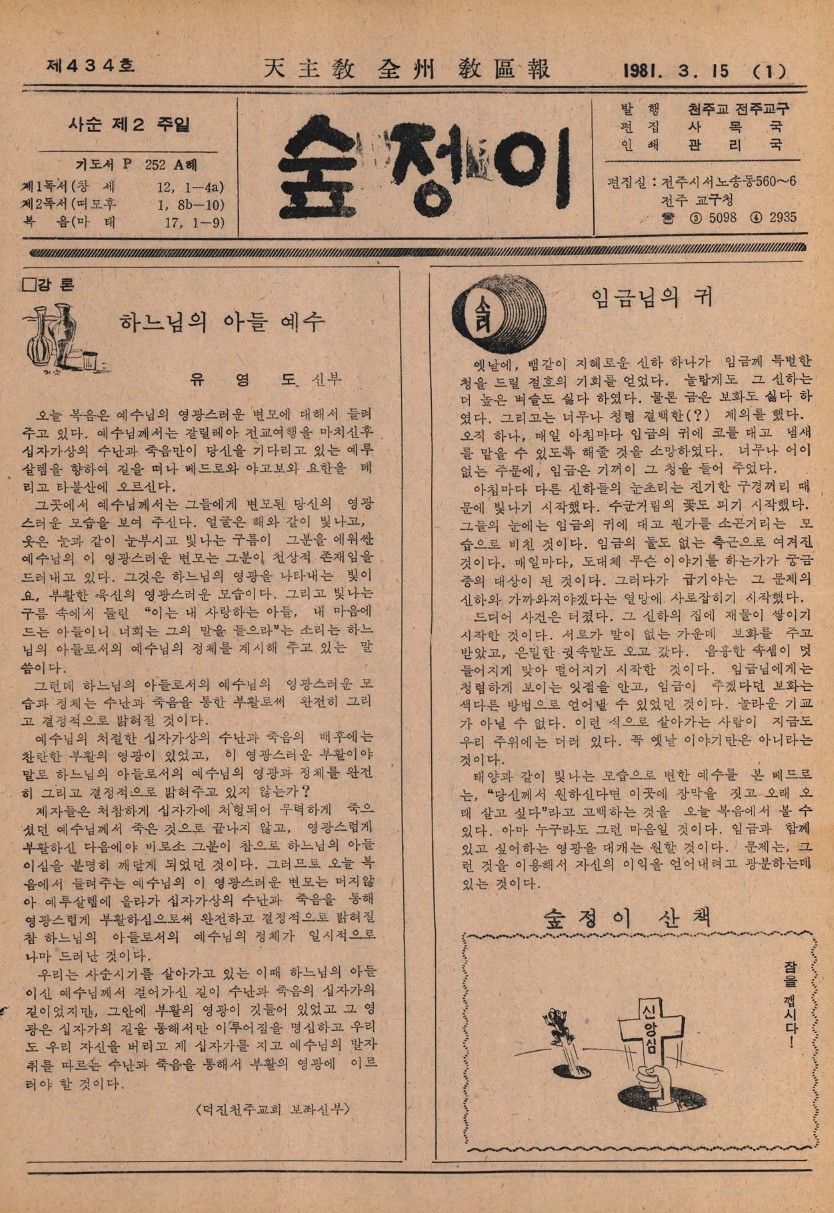 제434호
天主敎 全州 敎區報
1981. 3. 15 (1)
사순 제2 주일
기도서 P 252 A해
제1독서(창 세 12, 1—4a)
제2독서(띠모후 1, 8b—10)
복 음(마 태 17, 1—9)
숲정이
발 행 천주교 전주교구
편 집 사 목 국
인 쇄 관 리 국
편집실 : 전주시서노송동560~6
전주 교구청
☎ ③ 5098 ④ 2935
□강 론
하느님의 아들 예수
유 영 도 신부
오늘 복음은 예수님의 영광스러운 변모에 대해서 들려
주고 있다. 예수님께서는 갈릴레아 전교여행을 마치신후
십자가상의 수난과 죽음만이 당신을 기다리고 있는 예루
살렘을 향하여 길을 떠나 베드로와 야고보와 요한을 데
리고 타볼산에 오르신다.
그곳에서 예수님께서는 그들에게 변모된 당신의 영광
스러운 모습을 보여 주신다. 얼굴은 해와 같이 빛나고,
옷은 눈과 같이 눈부시고 빛나는 구름이 그분을 에워싼
예수님의 이 영광스러운 변모는 그분이 천상적 존재임을
드러내고 있다. 그것은 하느님의 영광을 나타내는 빛이
요, 부활한 육신의 영광스러운 모습이다. 그리고 빛나는
구름 속에서 들린 “이는 내 사랑하는 아들, 내 마음에
드는 아들이니 너희는 그의 말을 들으라”는 소리는 하느
님의 아들로서의 예수님의 정체를 제시해 주고 있는 말
씀이다.
그런데 하느님의 아들로서의 예수님의 영광스러운 모
습과 정체는 수난과 죽음을 통한 부활로써 완전히 그리
고 결정적으로 밝혀질 것이다.
예수님의 처절한 십자가상의 수난과 죽음의 배후에는
찬란한 부활의 영광이 있었고, 이 영광스러운 부활이야
말로 하느님의 아들로서의 예수님의 영광과 정체를 완전
히 그리고 결정적으로 밝혀주고 있지 않는가?
제자들은 처참하게 십자가에 처형되어 무력하게 죽으
셨던 예수님께서 죽은 것으로 끝나지 않고, 영광스럽게
부활하신 다음에야 비로소 그분이 참으로 하느님의 아들
이심을 분명히 깨닫게 되었던 것이다. 그러므로 오늘 복
음에서 들려주는 예수님의 이 영광스러운 변모는 머지않
아 예루살렘에 올라가 십자가상의 수난과 죽음을 통해
영광스럽게 부활하심으로써 완전하고 결정적으로 밝혀질
참 하느님의 아들로서의 예수님의 정체가 일시적으로
나마 드러난 것이다.
우리는 사순시기를 살아가고 있는 이때 하느님의 아들
이신 예수님께서 걸어가신 길이 수난과 죽음의 십자가의
길이었지만, 그안에 부활의 영광이 깃들어 있었고 그 영
광은 십자가의 길을 통해서만 이루어짐을 명심하고 우리
도 우리 자신을 버리고 제 십자가를 지고 예수님의 발자
취를 따르는 수난과 죽음을 통해서 부활의 영광에 이르
러야 할 것이다.
〈덕진천주교회 보좌신부〉
소리
임금님의 귀
옛날에, 뱀같이 지혜로운 신하 하나가 임금께 특별한
청을 드릴 절호의 기회를 얻었다. 놀랍게도 그 신하는
더 높은 벼슬도 싫다 하였다. 물론 금은 보화도 싫다 하
였다. 그리고는 너무나 청렴 결백한(?) 제의를 했다.
오직 하나, 매일 아침마다 임금의 귀에 코를 대고 냄새
를 맡을 수 있도록 해줄 것을 소망하였다. 너무나 어이
없는 주문에, 임금은 기꺼이 그 청을 들어 주었다.
아침마다 다른 신하들의 눈초리는 진기한 구경꺼리 때
문에 빛나기 시작했다. 수군거림의 꽃도 피기 시작했다.
그들의 눈에는 임금의 귀에 대고 뭔가를 소곤거리는 모
습으로 비친 것이다. 임금의 둘도 없는 측근으로 여겨진
것이다. 매일마다, 도대체 무슨 이야기를 하는가가 궁금
증의 대상이 된 것이다. 그러다가 급기야는 그 문제의
신하와 가까와져야겠다는 열망에 사로잡히기 시작했다.
드디어 사건은 터졌다. 그 신하의 집에 재물이 쌓이기
시작한 것이다. 서로가 말이 없는 가운데 보화를 주고
받았고, 은밀한 귓속말도 오고 갔다. 음흉한 속셈이 멋
들어지게 맞아 떨어지기 시작한 것이다. 임금님에게는
청렴하게 보이는 잇점을 안고, 임금이 주겠다던 보화는
색다른 방법으로 얻어낼 수 있었던 것이다. 놀라운 기교
가 아닐 수 없다. 이런 식으로 살아가는 사람이 지금도
우리 주위에는 더러 있다. 꼭 옛날 이야기만은 아니라는
것이다.
태양과 같이 빛나는 모습으로 변한 예수를 본 베드로
는, “당신께서 원하신다면 이곳에 장막을 짓고 오래 오
래 살고 싶다”라고 고백하는 것을 오늘 복음에서 볼 수
있다. 아마 누구라도 그런 마음일 것이다. 임금과 함께
있고 싶어하는 영광을 대개는 원할 것이다. 문제는, 그
런 것을 이용해서 자신의 이익을 얻어내려고 광분하는데
있는 것이다.
숲정이 산책
잠을 깹시다!
신앙심